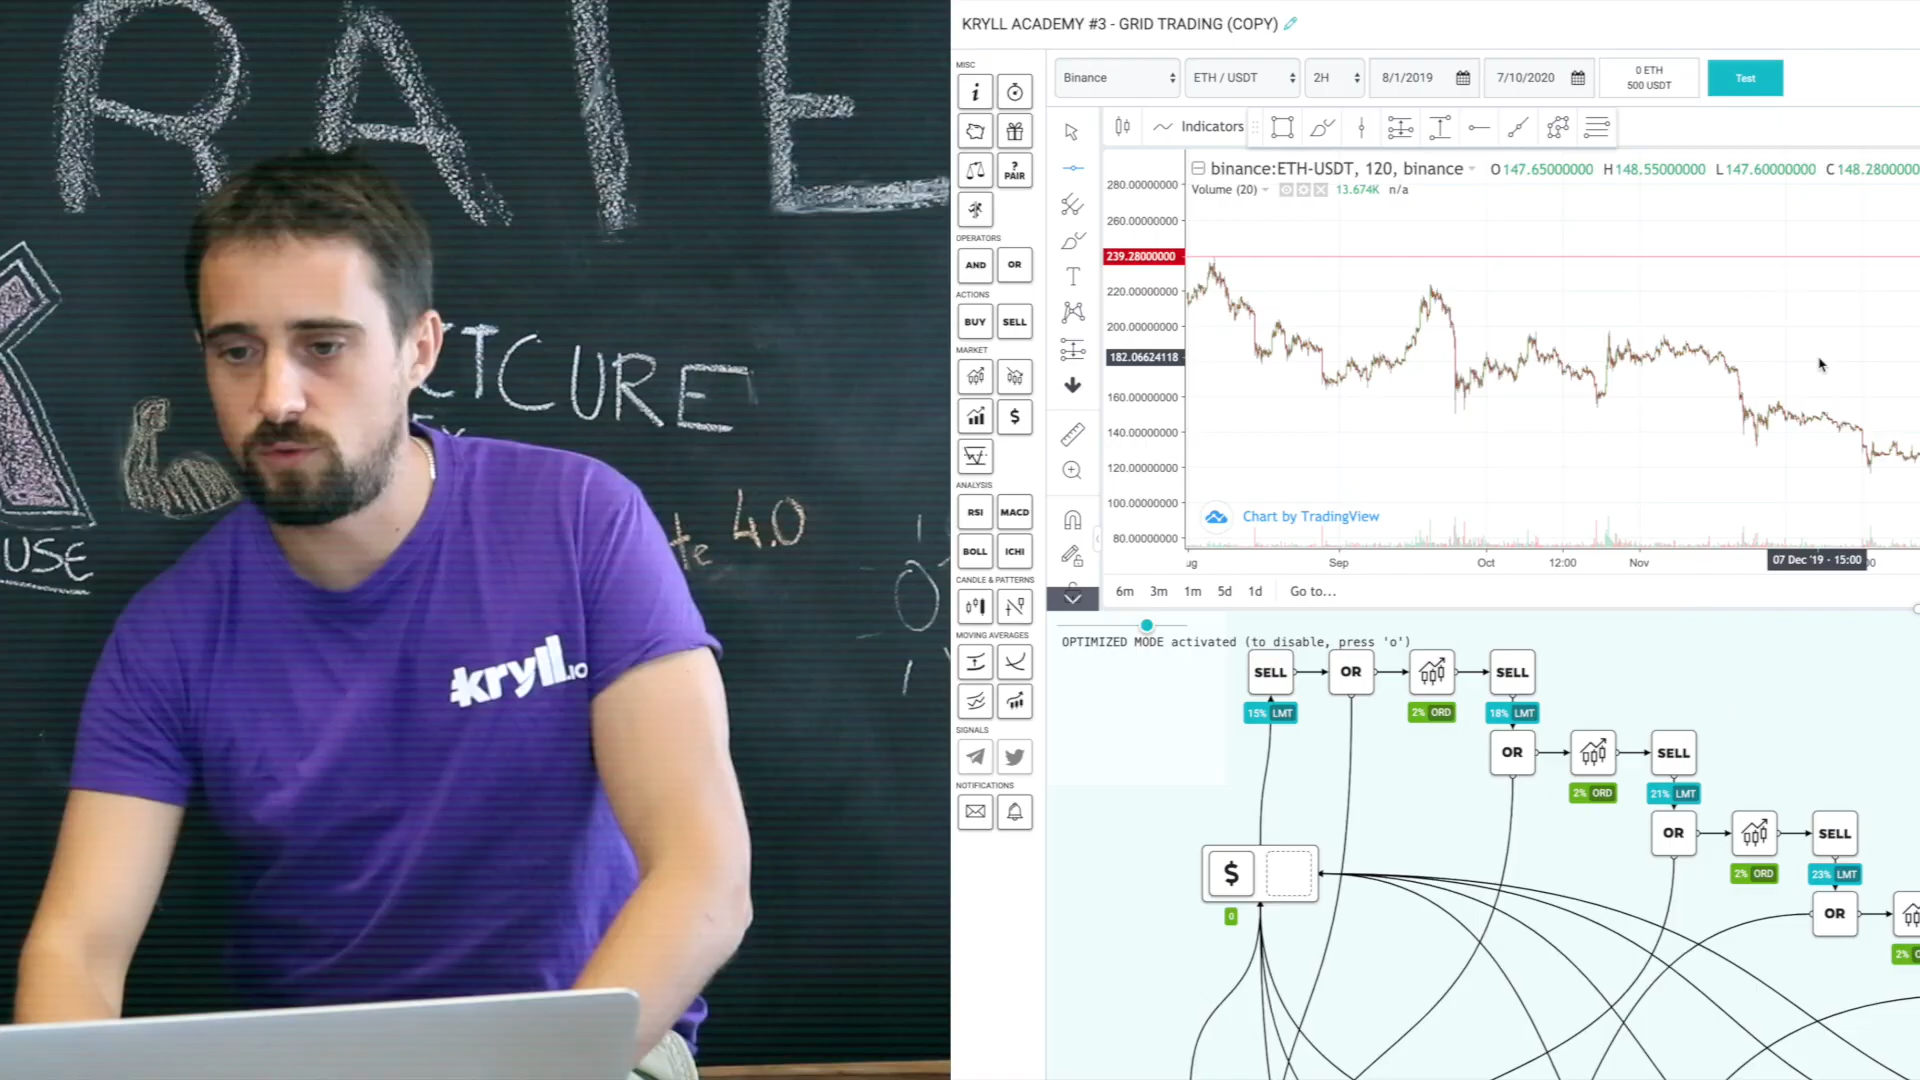 RATE
CTCURE
te 4.0
USE
kryll.io
KRYLL ACADEMY #3 - GRID TRADING (COPY)
MISC
Binance
ETH / USDT
2H
8/1/2019
7/10/2020
0 ETH
500 USDT
Test
i
? PAIR
Indicators
binance:ETH-USDT, 120, binance
O147.65000000 H148.55000000 L147.60000000 C148.2800000
Volume (20)
13.674K n/a
OPERATORS
AND
OR
ACTIONS
BUY
SELL
MARKET
$
ANALYSIS
RSI
MACD
BOLL
ICHI
CANDLE & PATTERNS
MOVING AVERAGES
SIGNALS
NOTIFICATIONS
T
280.00000000
260.00000000
239.28000000
220.00000000
200.00000000
182.06624118
160.00000000
140.00000000
120.00000000
100.00000000
80.00000000
Chart by TradingView
ug
Sep
Oct
12:00
Nov
07 Dec '19 - 15:00
00
6m
3m
1m
5d
1d
Go to...
OPTIMIZED MODE activated (to disable, press 'o')
SELL
OR
SELL
15% LMT
2% ORD
18% LMT
OR
SELL
2% ORD
21% LMT
OR
SELL
2% ORD
23% LMT
$
0
OR
2%